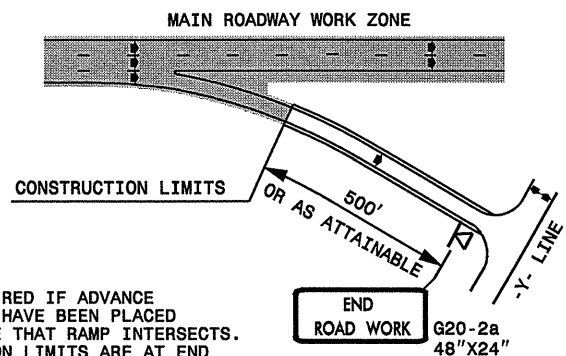 MAIN ROADWAY WORK ZONE
CONSTRUCTION LIMITS
500'
OR AS ATTAINABLE
-Y- LINE
RED IF ADVANCE
HAVE BEEN PLACED
THAT RAMP INTERSECTS.
ON LIMITS ARE AT END
END
ROAD WORK
G20-2a
48"X24"